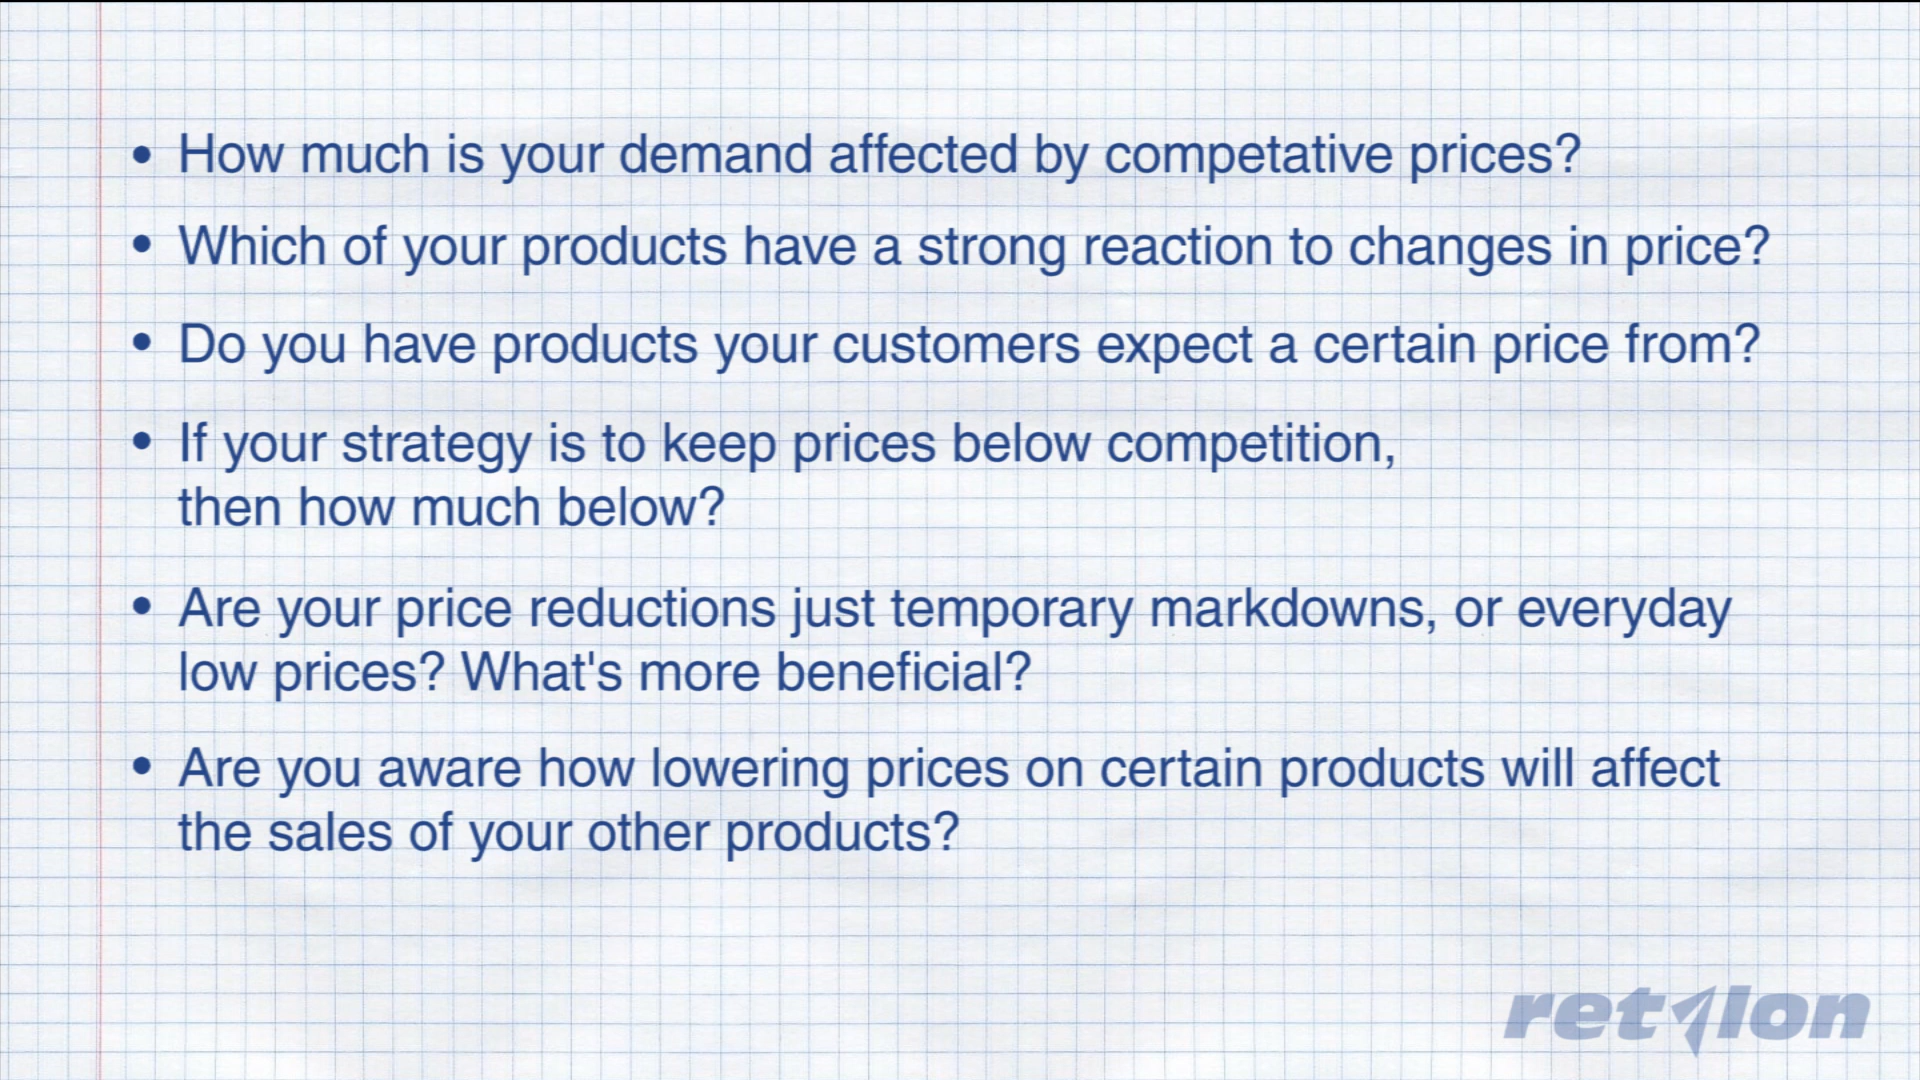 • How much is your demand affected by competative prices?
• Which of your products have a strong reaction to changes in price?
• Do you have products your customers expect a certain price from?
• If your strategy is to keep prices below competition,
then how much below?
• Are your price reductions just temporary markdowns, or everyday
low prices? What's more beneficial?
• Are you aware how lowering prices on certain products will affect
the sales of your other products?
retalon